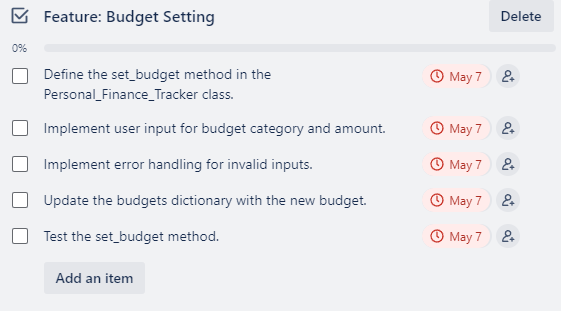 Feature: Budget Setting
Delete
0%
Define the set_budget method in the
Personal_Finance_Tracker class.
May 7
Implement user input for budget category and amount.
May 7
Implement error handling for invalid inputs.
May 7
Update the budgets dictionary with the new budget.
May 7
Test the set_budget method.
May 7
Add an item